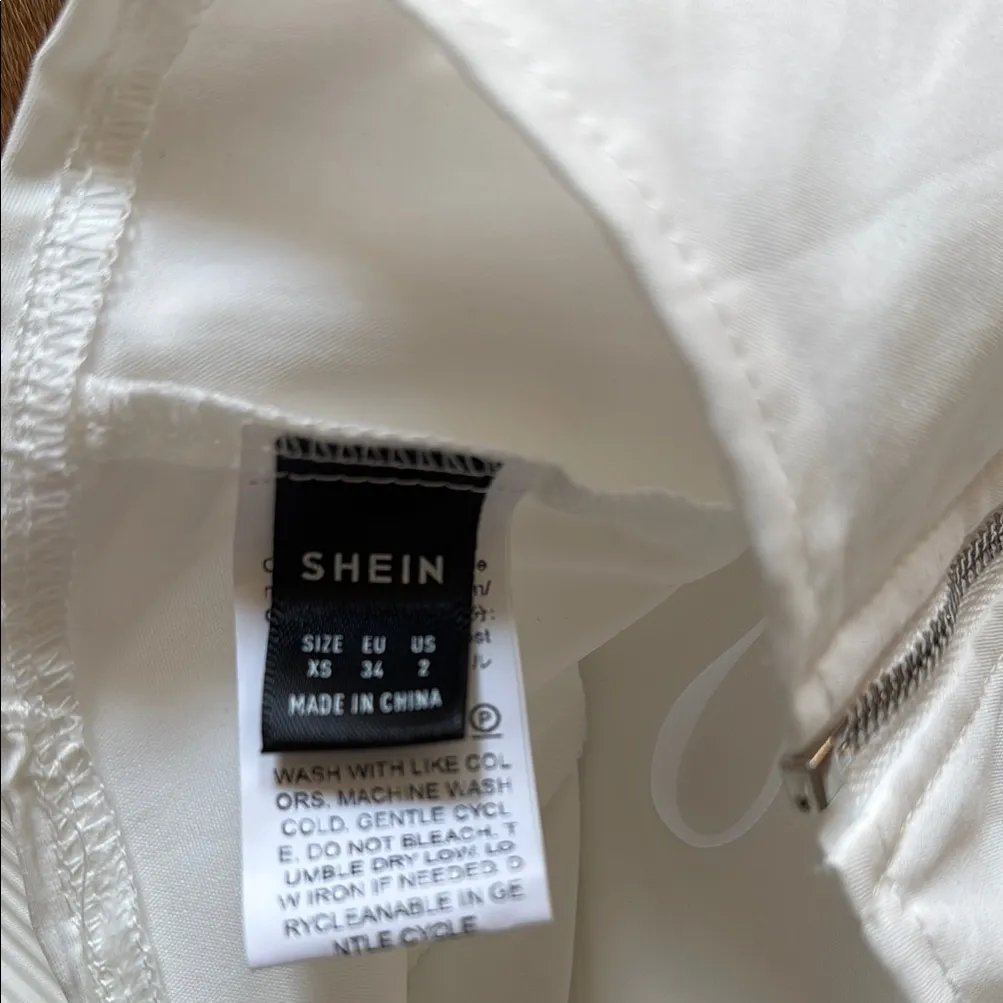 SHEIN
SIZE EU US
XS 34 2
MADE IN CHINA
P
WASH WITH LIKE COL
ORS. MACHINE WASH
COLD. GENTLE CYCL
E. DO NOT BLEACH. T
UMBLE DRY LOW. LO
W IRON IF NEEDED. D
RYCLEANABLE IN GE
NTLE CYCLE